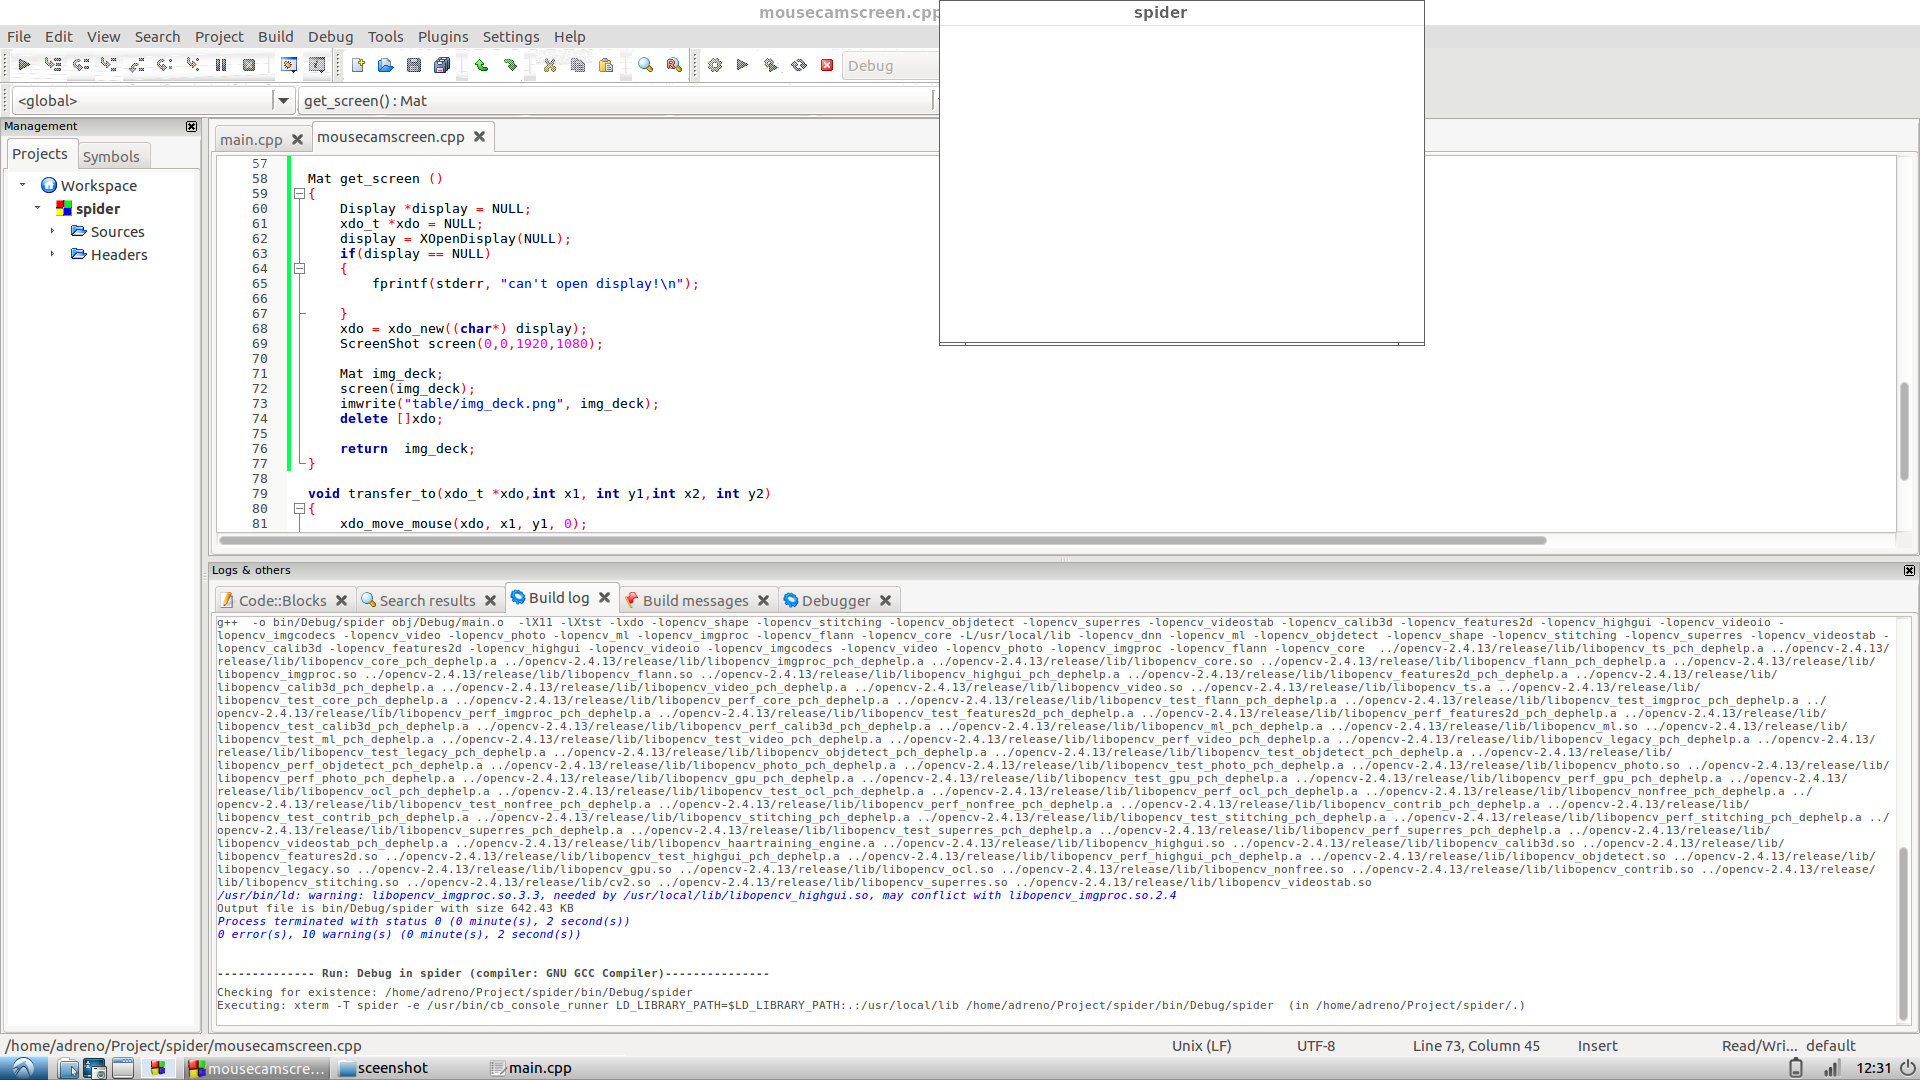 mousecamscreen.cpp
spider
File Edit View Search Project Build Debug Tools Plugins Settings Help
Debug
<global>
get_screen() : Mat
Management
Projects
Symbols
Workspace
spider
Sources
Headers
main.cpp
mousecamscreen.cpp
57
58 Mat get_screen ()
59 {
60 Display *display = NULL;
61 xdo_t *xdo = NULL;
62 display = XOpenDisplay(NULL);
63 if(display == NULL)
64 {
65 fprintf(stderr, "can't open display!\n");
66
67 }
68 xdo = xdo_new((char*) display);
69 ScreenShot screen(0,0,1920,1080);
70
71 Mat img_deck;
72 screen(img_deck);
73 imwrite("table/img_deck.png", img_deck);
74 delete []xdo;
75
76 return  img_deck;
77 }
78
79 void transfer_to(xdo_t *xdo,int x1, int y1,int x2, int y2)
80 {
81 xdo_move_mouse(xdo, x1, y1, 0);
Logs & others
Code::Blocks
Search results
Build log
Build messages
Debugger
g++  -o bin/Debug/spider obj/Debug/main.o  -lX11 -lXtst -lxdo -lopencv_shape -lopencv_stitching -lopencv_objdetect -lopencv_superres -lopencv_videostab -lopencv_calib3d -lopencv_features2d -lopencv_highgui -lopencv_videoio -
lopencv_imgcodecs -lopencv_video -lopencv_photo -lopencv_ml -lopencv_imgproc -lopencv_flann -lopencv_core -L/usr/local/lib -lopencv_dnn -lopencv_ml -lopencv_objdetect -lopencv_shape -lopencv_stitching -lopencv_superres -lopencv_videostab -
lopencv_calib3d -lopencv_features2d -lopencv_highgui -lopencv_videoio -lopencv_imgcodecs -lopencv_video -lopencv_photo -lopencv_imgproc -lopencv_flann -lopencv_core  ../opencv-2.4.13/release/lib/libopencv_ts_pch_dephelp.a ../opencv-2.4.13/
release/lib/libopencv_core_pch_dephelp.a ../opencv-2.4.13/release/lib/libopencv_imgproc_pch_dephelp.a ../opencv-2.4.13/release/lib/libopencv_core.so ../opencv-2.4.13/release/lib/libopencv_flann_pch_dephelp.a ../opencv-2.4.13/release/lib/
libopencv_imgproc.so ../opencv-2.4.13/release/lib/libopencv_flann.so ../opencv-2.4.13/release/lib/libopencv_highgui_pch_dephelp.a ../opencv-2.4.13/release/lib/libopencv_features2d_pch_dephelp.a ../opencv-2.4.13/release/lib/
libopencv_calib3d_pch_dephelp.a ../opencv-2.4.13/release/lib/libopencv_video_pch_dephelp.a ../opencv-2.4.13/release/lib/libopencv_video.so ../opencv-2.4.13/release/lib/libopencv_ts.a ../opencv-2.4.13/release/lib/
libopencv_test_core_pch_dephelp.a ../opencv-2.4.13/release/lib/libopencv_perf_core_pch_dephelp.a ../opencv-2.4.13/release/lib/libopencv_test_flann_pch_dephelp.a ../opencv-2.4.13/release/lib/libopencv_test_imgproc_pch_dephelp.a ../
opencv-2.4.13/release/lib/libopencv_perf_imgproc_pch_dephelp.a ../opencv-2.4.13/release/lib/libopencv_test_features2d_pch_dephelp.a ../opencv-2.4.13/release/lib/libopencv_perf_features2d_pch_dephelp.a ../opencv-2.4.13/release/lib/
libopencv_test_calib3d_pch_dephelp.a ../opencv-2.4.13/release/lib/libopencv_perf_calib3d_pch_dephelp.a ../opencv-2.4.13/release/lib/libopencv_ml_pch_dephelp.a ../opencv-2.4.13/release/lib/libopencv_ml.so ../opencv-2.4.13/release/lib/
libopencv_test_ml_pch_dephelp.a ../opencv-2.4.13/release/lib/libopencv_test_video_pch_dephelp.a ../opencv-2.4.13/release/lib/libopencv_perf_video_pch_dephelp.a ../opencv-2.4.13/release/lib/libopencv_legacy_pch_dephelp.a ../opencv-2.4.13/
release/lib/libopencv_test_legacy_pch_dephelp.a ../opencv-2.4.13/release/lib/libopencv_objdetect_pch_dephelp.a ../opencv-2.4.13/release/lib/libopencv_test_objdetect_pch_dephelp.a ../opencv-2.4.13/release/lib/
libopencv_perf_objdetect_pch_dephelp.a ../opencv-2.4.13/release/lib/libopencv_photo_pch_dephelp.a ../opencv-2.4.13/release/lib/libopencv_test_photo_pch_dephelp.a ../opencv-2.4.13/release/lib/libopencv_photo.so ../opencv-2.4.13/release/lib/
libopencv_perf_photo_pch_dephelp.a ../opencv-2.4.13/release/lib/libopencv_gpu_pch_dephelp.a ../opencv-2.4.13/release/lib/libopencv_test_gpu_pch_dephelp.a ../opencv-2.4.13/release/lib/libopencv_perf_gpu_pch_dephelp.a ../opencv-2.4.13/
release/lib/libopencv_ocl_pch_dephelp.a ../opencv-2.4.13/release/lib/libopencv_test_ocl_pch_dephelp.a ../opencv-2.4.13/release/lib/libopencv_perf_ocl_pch_dephelp.a ../opencv-2.4.13/release/lib/libopencv_nonfree_pch_dephelp.a ../
opencv-2.4.13/release/lib/libopencv_test_nonfree_pch_dephelp.a ../opencv-2.4.13/release/lib/libopencv_perf_nonfree_pch_dephelp.a ../opencv-2.4.13/release/lib/libopencv_contrib_pch_dephelp.a ../opencv-2.4.13/release/lib/
libopencv_test_contrib_pch_dephelp.a ../opencv-2.4.13/release/lib/libopencv_stitching_pch_dephelp.a ../opencv-2.4.13/release/lib/libopencv_test_stitching_pch_dephelp.a ../opencv-2.4.13/release/lib/libopencv_perf_stitching_pch_dephelp.a ../
opencv-2.4.13/release/lib/libopencv_superres_pch_dephelp.a ../opencv-2.4.13/release/lib/libopencv_test_superres_pch_dephelp.a ../opencv-2.4.13/release/lib/libopencv_perf_superres_pch_dephelp.a ../opencv-2.4.13/release/lib/
libopencv_videostab_pch_dephelp.a ../opencv-2.4.13/release/lib/libopencv_haartraining_engine.a ../opencv-2.4.13/release/lib/libopencv_highgui.so ../opencv-2.4.13/release/lib/libopencv_calib3d.so ../opencv-2.4.13/release/lib/
libopencv_features2d.so ../opencv-2.4.13/release/lib/libopencv_test_highgui_pch_dephelp.a ../opencv-2.4.13/release/lib/libopencv_perf_highgui_pch_dephelp.a ../opencv-2.4.13/release/lib/libopencv_objdetect.so ../opencv-2.4.13/release/lib/
libopencv_legacy.so ../opencv-2.4.13/release/lib/libopencv_gpu.so ../opencv-2.4.13/release/lib/libopencv_ocl.so ../opencv-2.4.13/release/lib/libopencv_nonfree.so ../opencv-2.4.13/release/lib/libopencv_contrib.so ../opencv-2.4.13/release/
lib/libopencv_stitching.so ../opencv-2.4.13/release/lib/cv2.so ../opencv-2.4.13/release/lib/libopencv_superres.so ../opencv-2.4.13/release/lib/libopencv_videostab.so
/usr/bin/ld: warning: libopencv_imgproc.so.3.3, needed by /usr/local/lib/libopencv_highgui.so, may conflict with libopencv_imgproc.so.2.4
Output file is bin/Debug/spider with size 642.43 KB
Process terminated with status 0 (0 minute(s), 2 second(s))
0 error(s), 10 warning(s) (0 minute(s), 2 second(s))
-------------- Run: Debug in spider (compiler: GNU GCC Compiler)---------------
Checking for existence: /home/adreno/Project/spider/bin/Debug/spider
Executing: xterm -T spider -e /usr/bin/cb_console_runner LD_LIBRARY_PATH=$LD_LIBRARY_PATH:.:/usr/local/lib /home/adreno/Project/spider/bin/Debug/spider  (in /home/adreno/Project/spider/.)
/home/adreno/Project/spider/mousecamscreen.cpp
Unix (LF)
UTF-8
Line 73, Column 45
Insert
Read/Wri...
default
mousecamscre...
sceenshot
main.cpp
12:31